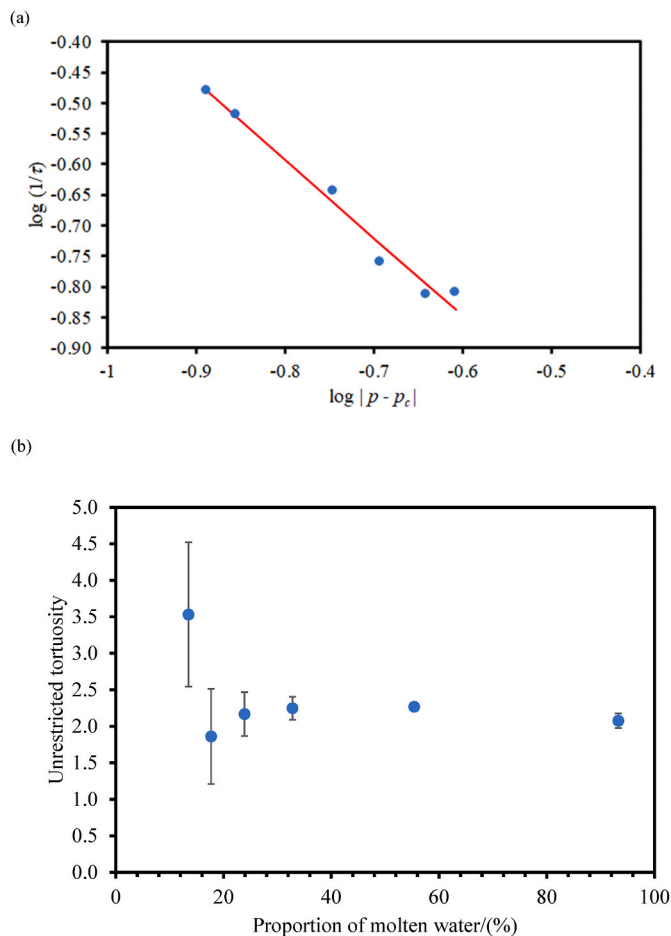 (a)
-0.40
-0.45
-0.50
-0.55
-0.60
-0.65
-0.70
-0.75
-0.80
-0.85
-0.90
log (1/τ)
-1 -0.9 -0.8 -0.7 -0.6 -0.5 -0.4
log | p - pc|
(b)
5.0
4.5
4.0
3.5
3.0
2.5
2.0
1.5
1.0
0.5
0.0
Unrestricted tortuosity
0 20 40 60 80 100
Proportion of molten water/(%)